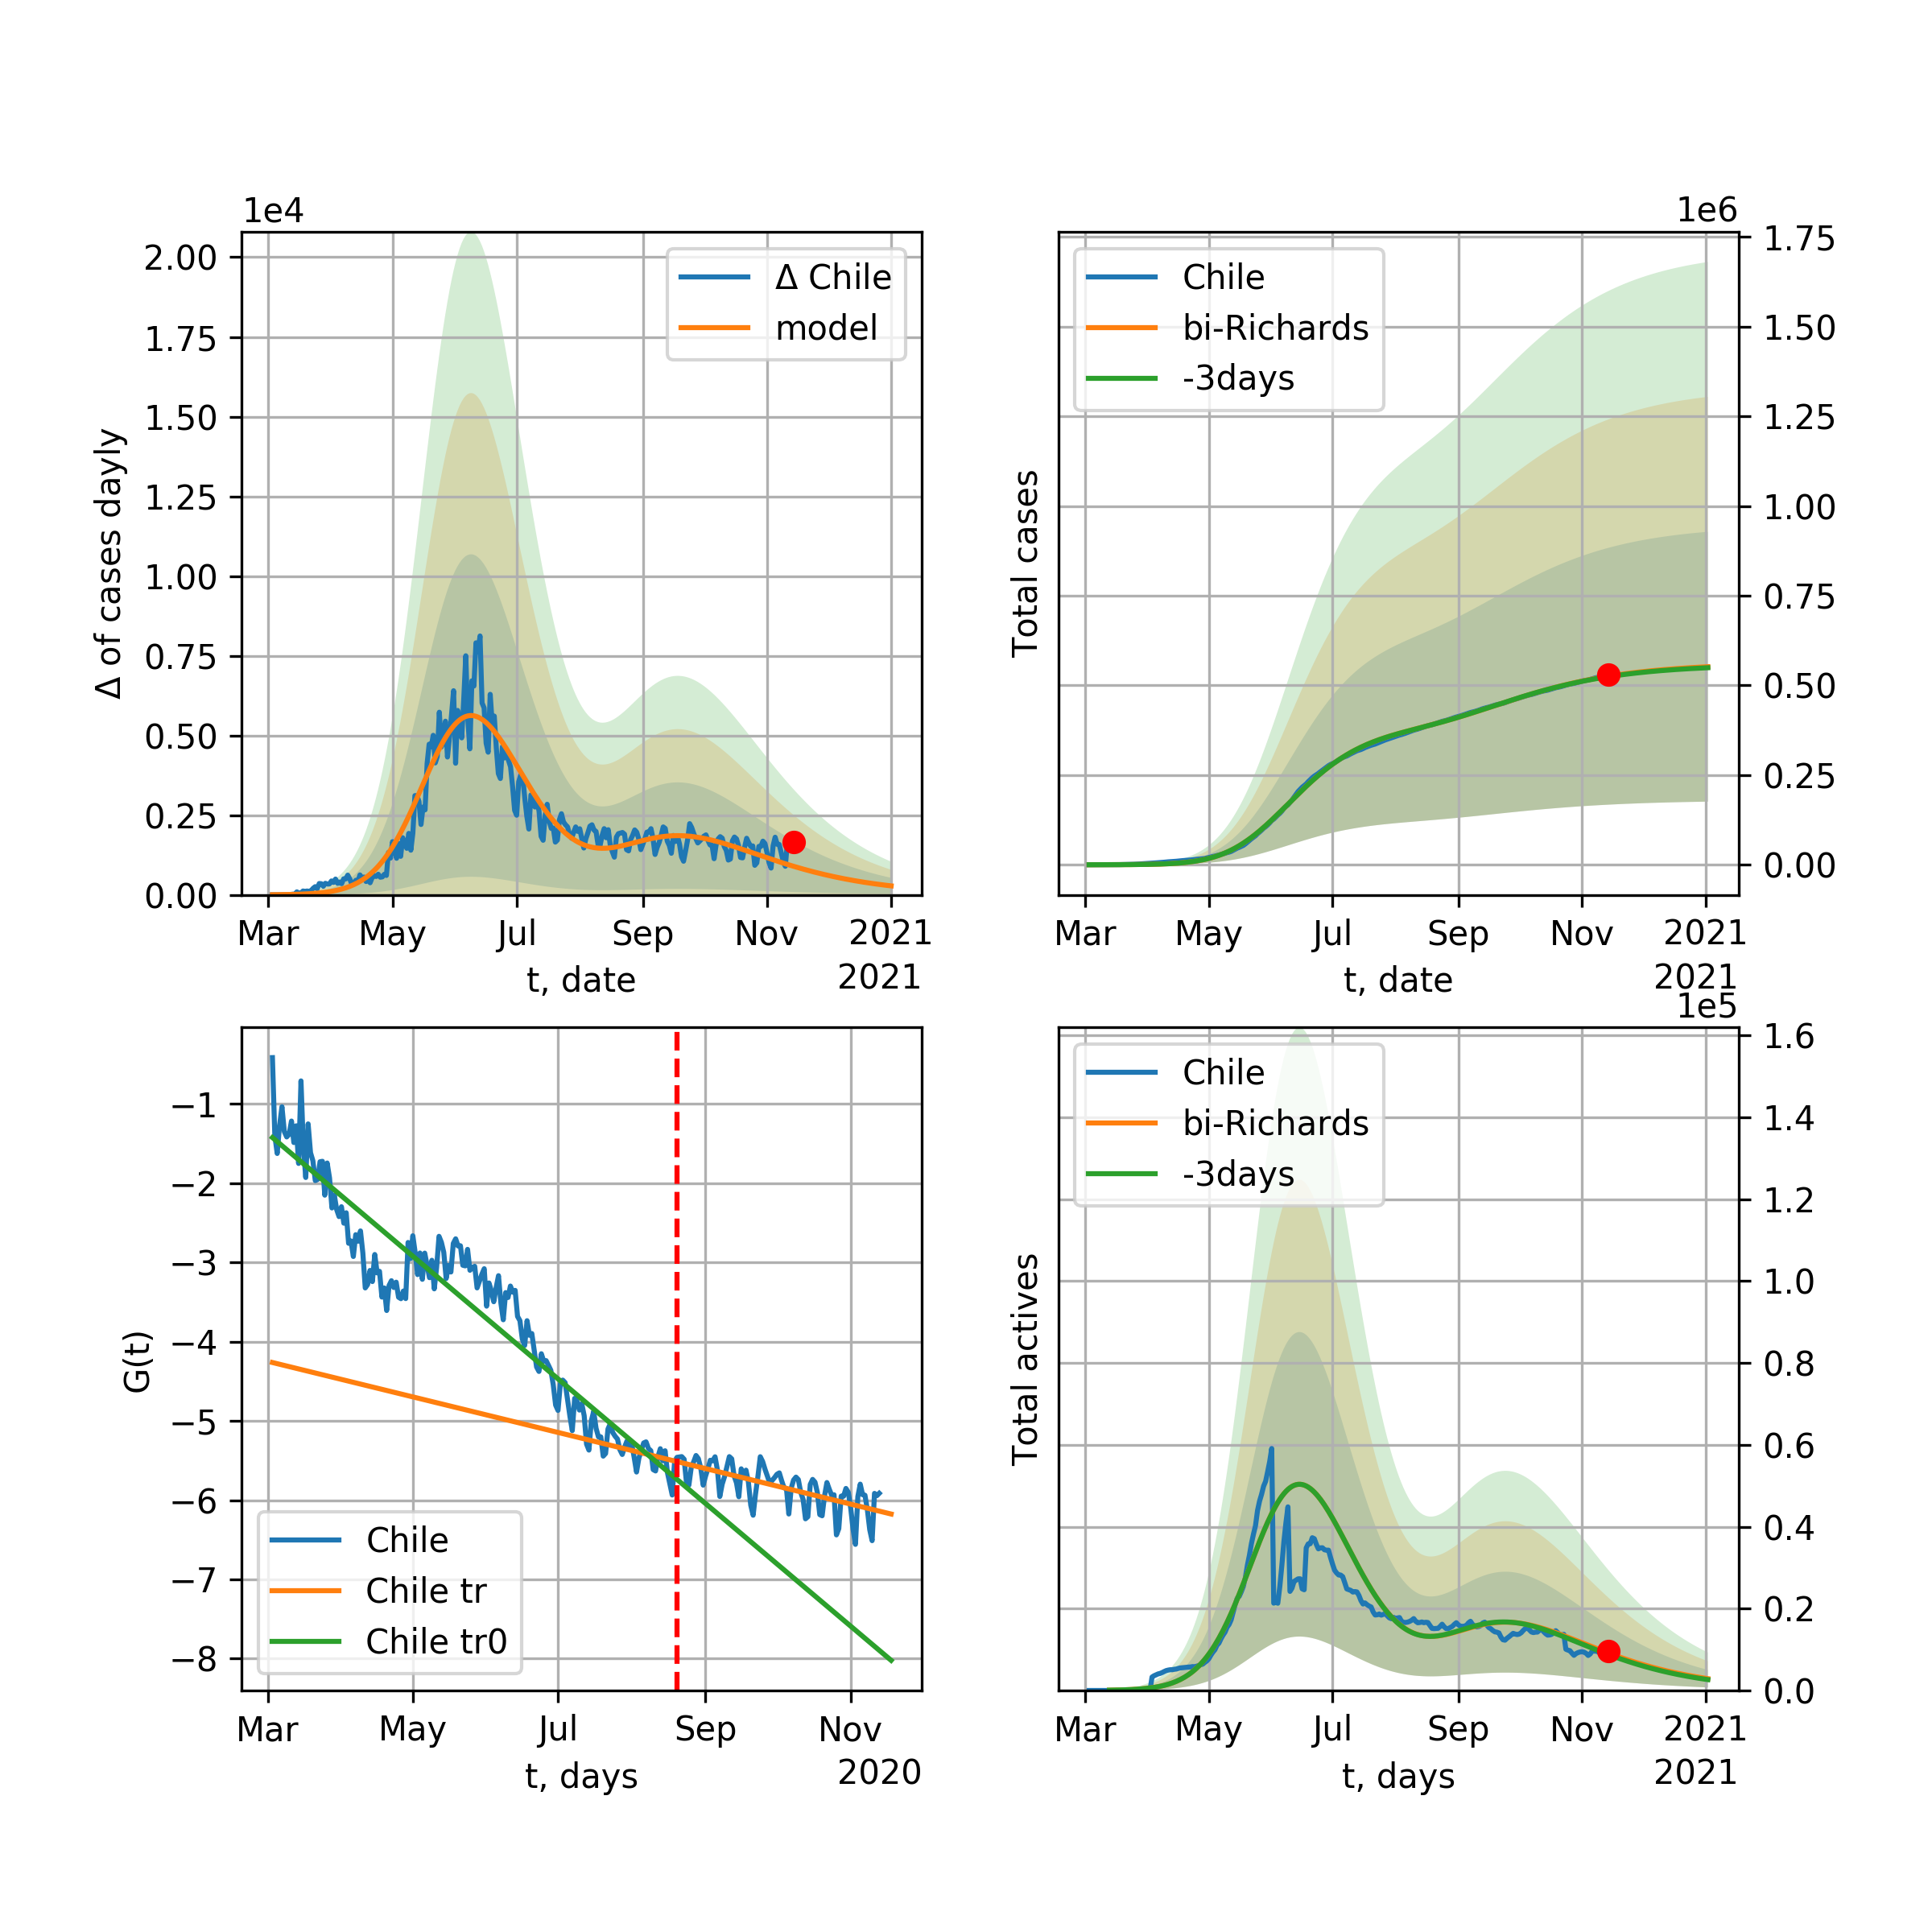 1e4
2.00
1.75
1.50
1.25
1.00
0.75
0.50
0.25
0.00
Δ of cases dayly
Δ Chile
model
Mar May Jul Sep Nov 2021
t, date
2021
1e6
1.75
1.50
1.25
1.00
0.75
0.50
0.25
0.00
Total cases
Chile
bi-Richards
-3days
Mar May Jul Sep Nov 2021
t, date
2021
−1
−2
−3
−4
−5
−6
−7
−8
G(t)
Chile
Chile tr
Chile tr0
Mar May Jul Sep Nov
t, days
2020
1e5
1.6
1.4
1.2
1.0
0.8
0.6
0.4
0.2
0.0
Total actives
Chile
bi-Richards
-3days
Mar May Jul Sep Nov 2021
t, days
2021